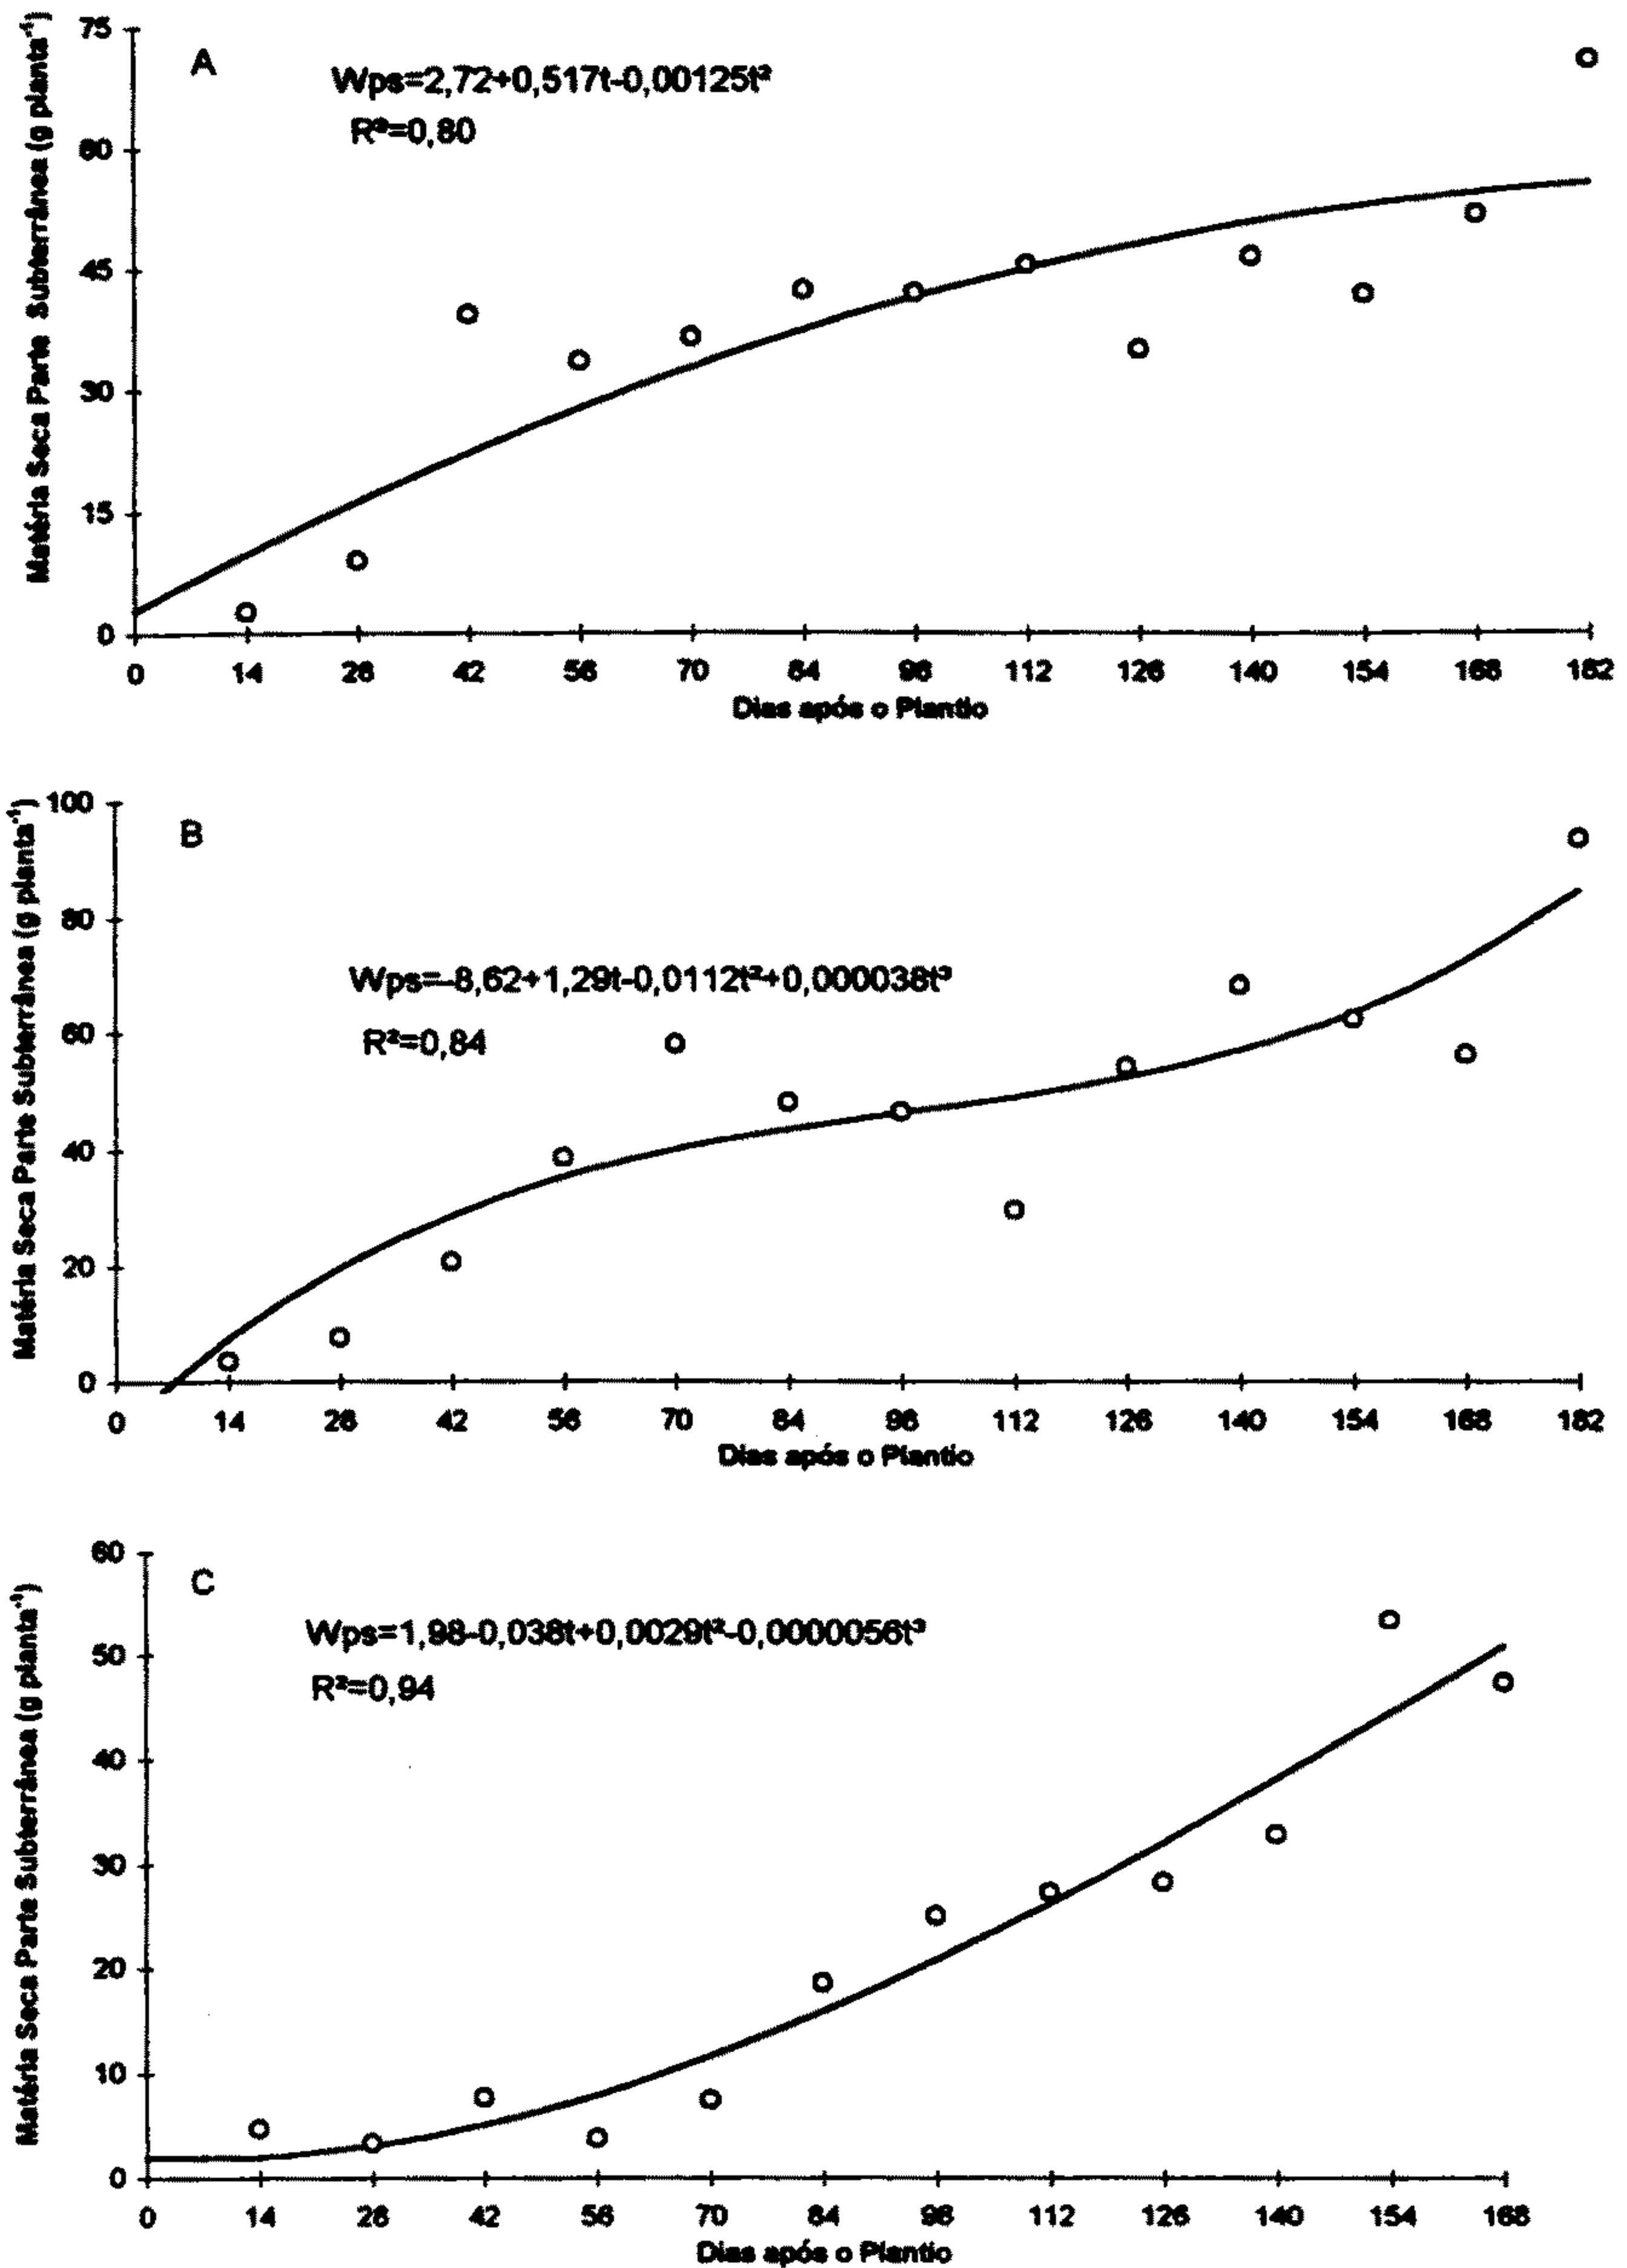 75
A
Wps=2,72+0,517t-0,00125t²
R²=0,80
60
45
30
15
0
Matéria Seca Parte Subterrânea (g planta⁻¹)
0 14 28 42 56 70 84 98 112 126 140 154 168 182
Dias após o Plantio
100
B
80
Wps=-8,62+1,29t-0,0112t²+0,000038t³
R²=0,84
60
40
20
0
Matéria Seca Parte Subterrânea (g planta⁻¹)
0 14 28 42 56 70 84 98 112 126 140 154 168 182
Dias após o Plantio
60
C
Wps=1,98-0,038t+0,0029t²-0,0000056t³
R²=0,94
50
40
30
20
10
0
Matéria Seca Parte Subterrânea (g planta⁻¹)
0 14 28 42 56 70 84 98 112 126 140 154 168
Dias após o Plantio